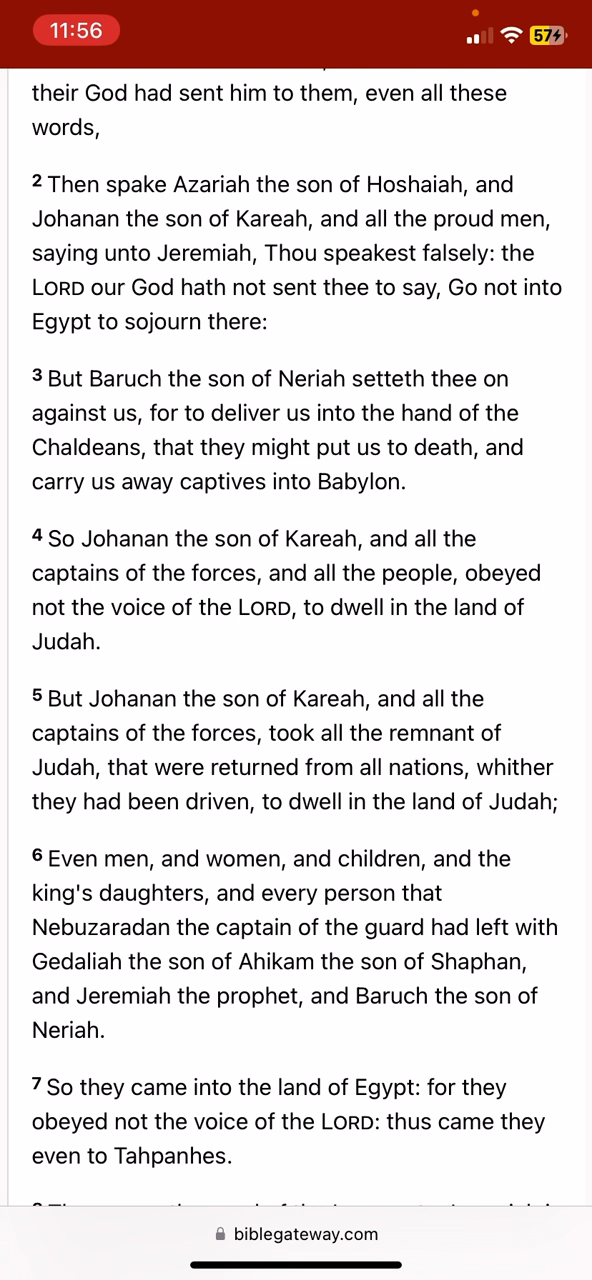 11:56
57
their God had sent him to them, even all these
words,
2 Then spake Azariah the son of Hoshaiah, and
Johanan the son of Kareah, and all the proud men,
saying unto Jeremiah, Thou speakest falsely: the
LORD our God hath not sent thee to say, Go not into
Egypt to sojourn there:
3 But Baruch the son of Neriah setteth thee on
against us, for to deliver us into the hand of the
Chaldeans, that they might put us to death, and
carry us away captives into Babylon.
4 So Johanan the son of Kareah, and all the
captains of the forces, and all the people, obeyed
not the voice of the LORD, to dwell in the land of
Judah.
5 But Johanan the son of Kareah, and all the
captains of the forces, took all the remnant of
Judah, that were returned from all nations, whither
they had been driven, to dwell in the land of Judah;
6 Even men, and women, and children, and the
king's daughters, and every person that
Nebuzaradan the captain of the guard had left with
Gedaliah the son of Ahikam the son of Shaphan,
and Jeremiah the prophet, and Baruch the son of
Neriah.
7 So they came into the land of Egypt: for they
obeyed not the voice of the LORD: thus came they
even to Tahpanhes.
biblegateway.com